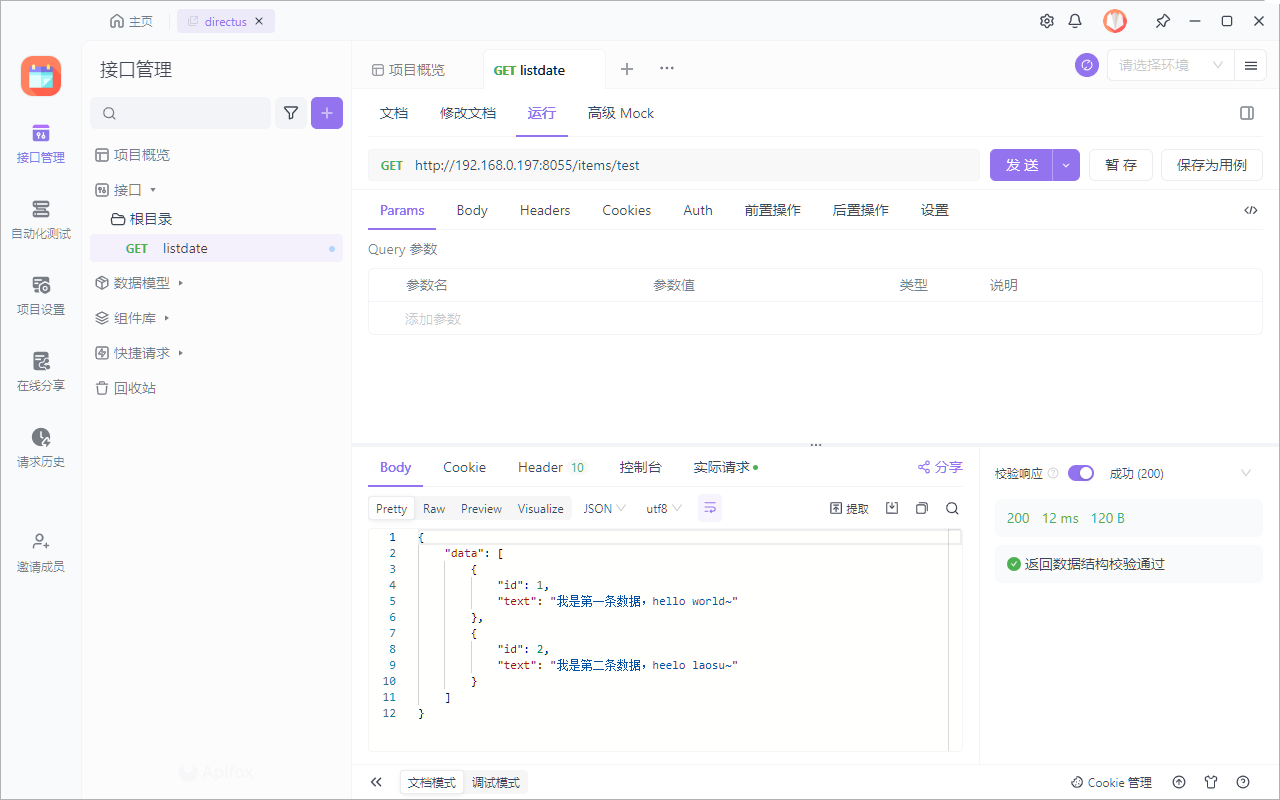 主页
directus
接口管理
项目概览
GET listdate
请选择环境
接口管理
自动化测试
项目设置
在线分享
请求历史
邀请成员
项目概览
接口
根目录
GET listdate
数据模型
组件库
快捷请求
回收站
文档 修改文档 运行 高级 Mock
GET http://192.168.0.197:8055/items/test
发 送 暂 存 保存为用例
Params Body Headers Cookies Auth 前置操作 后置操作 设置
Query 参数
参数名 参数值 类型 说明
添加参数
Body Cookie Header 10 控制台 实际请求 分享
Pretty Raw Preview Visualize JSON utf8 提取
1 {
2 "data": [
3 {
4 "id": 1,
5 "text": "我是第一条数据，hello world~"
6 },
7 {
8 "id": 2,
9 "text": "我是第二条数据，heelo laosu~"
10 }
11 ]
12 }
校验响应 成功 (200)
200 12 ms 120 B
返回数据结构校验通过
Apifox
文档模式 调试模式
Cookie 管理